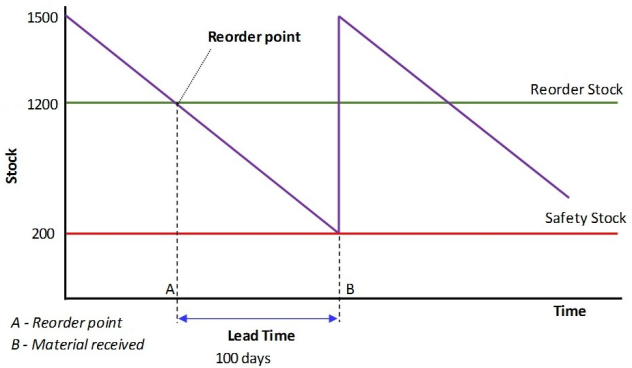 1500
Reorder point
Reorder Stock
1200
Stock
Safety Stock
200
A
B
Time
A - Reorder point
B - Material received
Lead Time
100 days